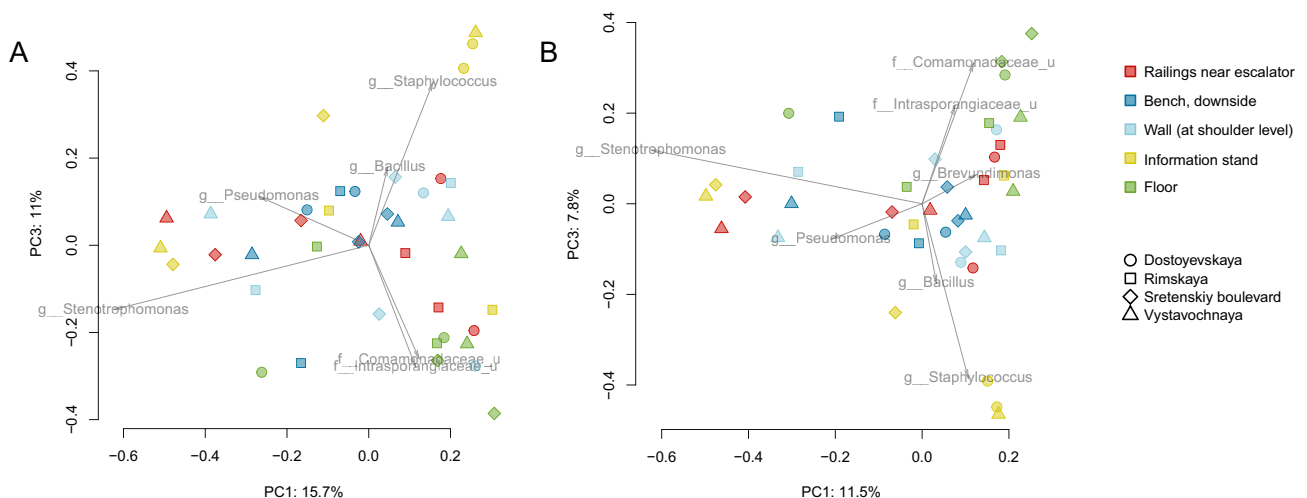 A
B
g__Staphylococcus
g__Bacillus
g__Pseudomonas
g__Stenotrophomonas
f__Comamonadaceae_u
f__Intrasporangiaceae_u
0.4
0.2
0.0
−0.2
−0.4
PC3: 11%
−0.6
−0.4
−0.2
0.0
0.2
PC1: 15.7%
f__Comamonadaceae_u
f__Intrasporangiaceae_u
g__Stenotrophomonas
g__Brevundimonas
g__Pseudomonas
g__Bacillus
g__Staphylococcus
0.4
0.2
0.0
−0.2
−0.4
PC3: 7.8%
−0.6
−0.4
−0.2
0.0
0.2
PC1: 11.5%
Railings near escalator
Bench, downside
Wall (at shoulder level)
Information stand
Floor
Dostoyevskaya
Rimskaya
Sretenskiy boulevard
Vystavochnaya